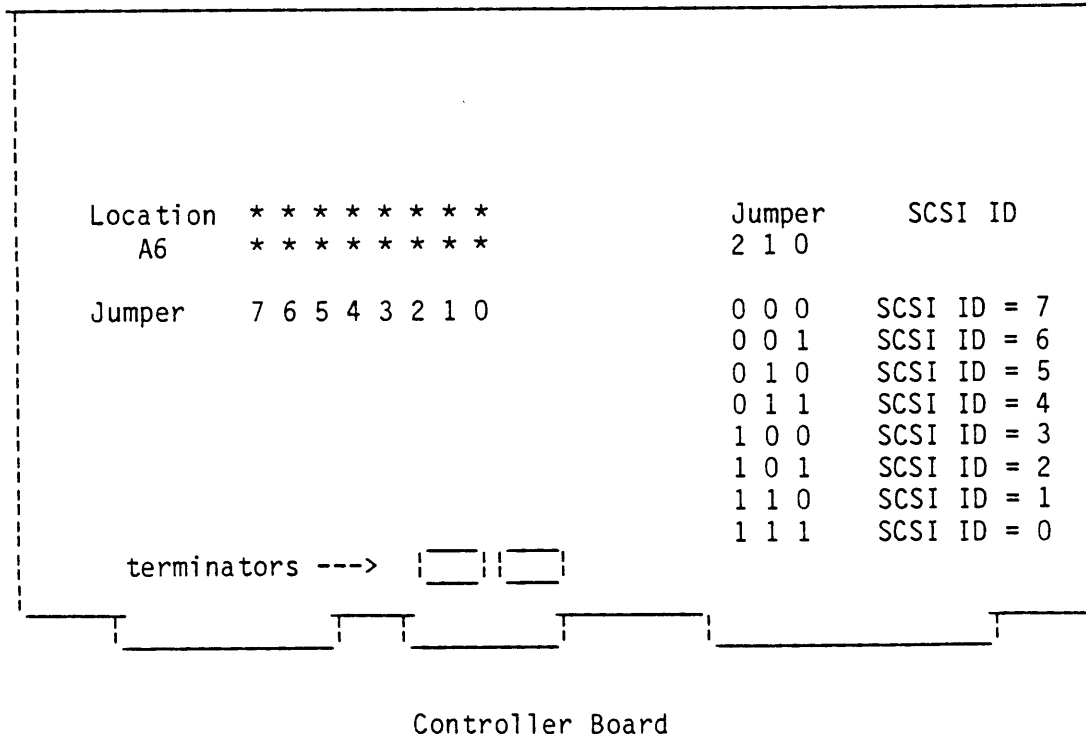 Location * * * * * * * * Jumper SCSI ID
A6 * * * * * * * * 2 1 0
Jumper 7 6 5 4 3 2 1 0 0 0 0 SCSI ID = 7
0 0 1 SCSI ID = 6
0 1 0 SCSI ID = 5
0 1 1 SCSI ID = 4
1 0 0 SCSI ID = 3
1 0 1 SCSI ID = 2
1 1 0 SCSI ID = 1
1 1 1 SCSI ID = 0
terminators --->
Controller Board